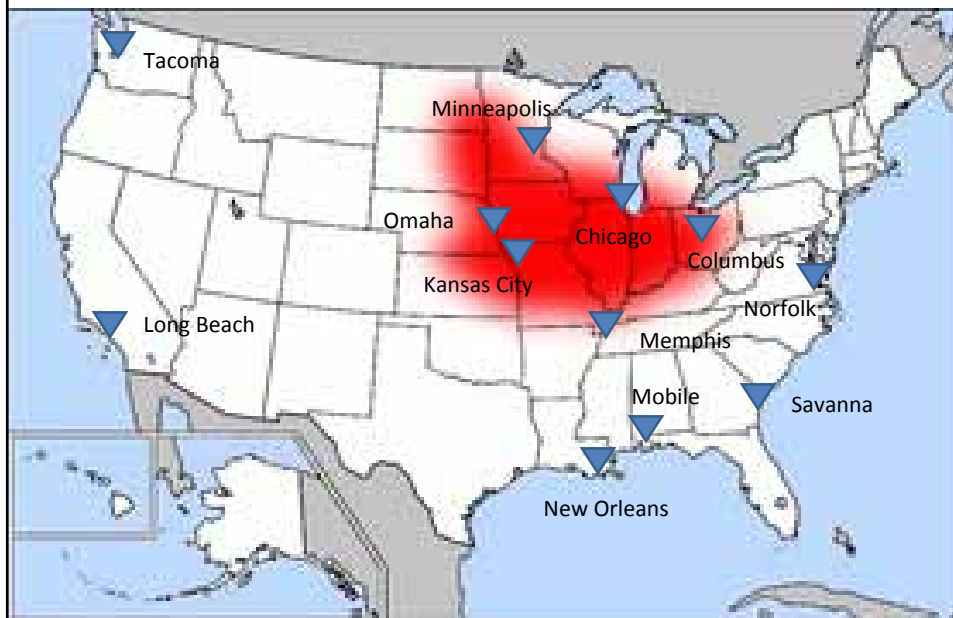 Tacoma
Minneapolis
Omaha
Chicago
Columbus
Kansas City
Norfolk
Long Beach
Memphis
Mobile
Savanna
New Orleans